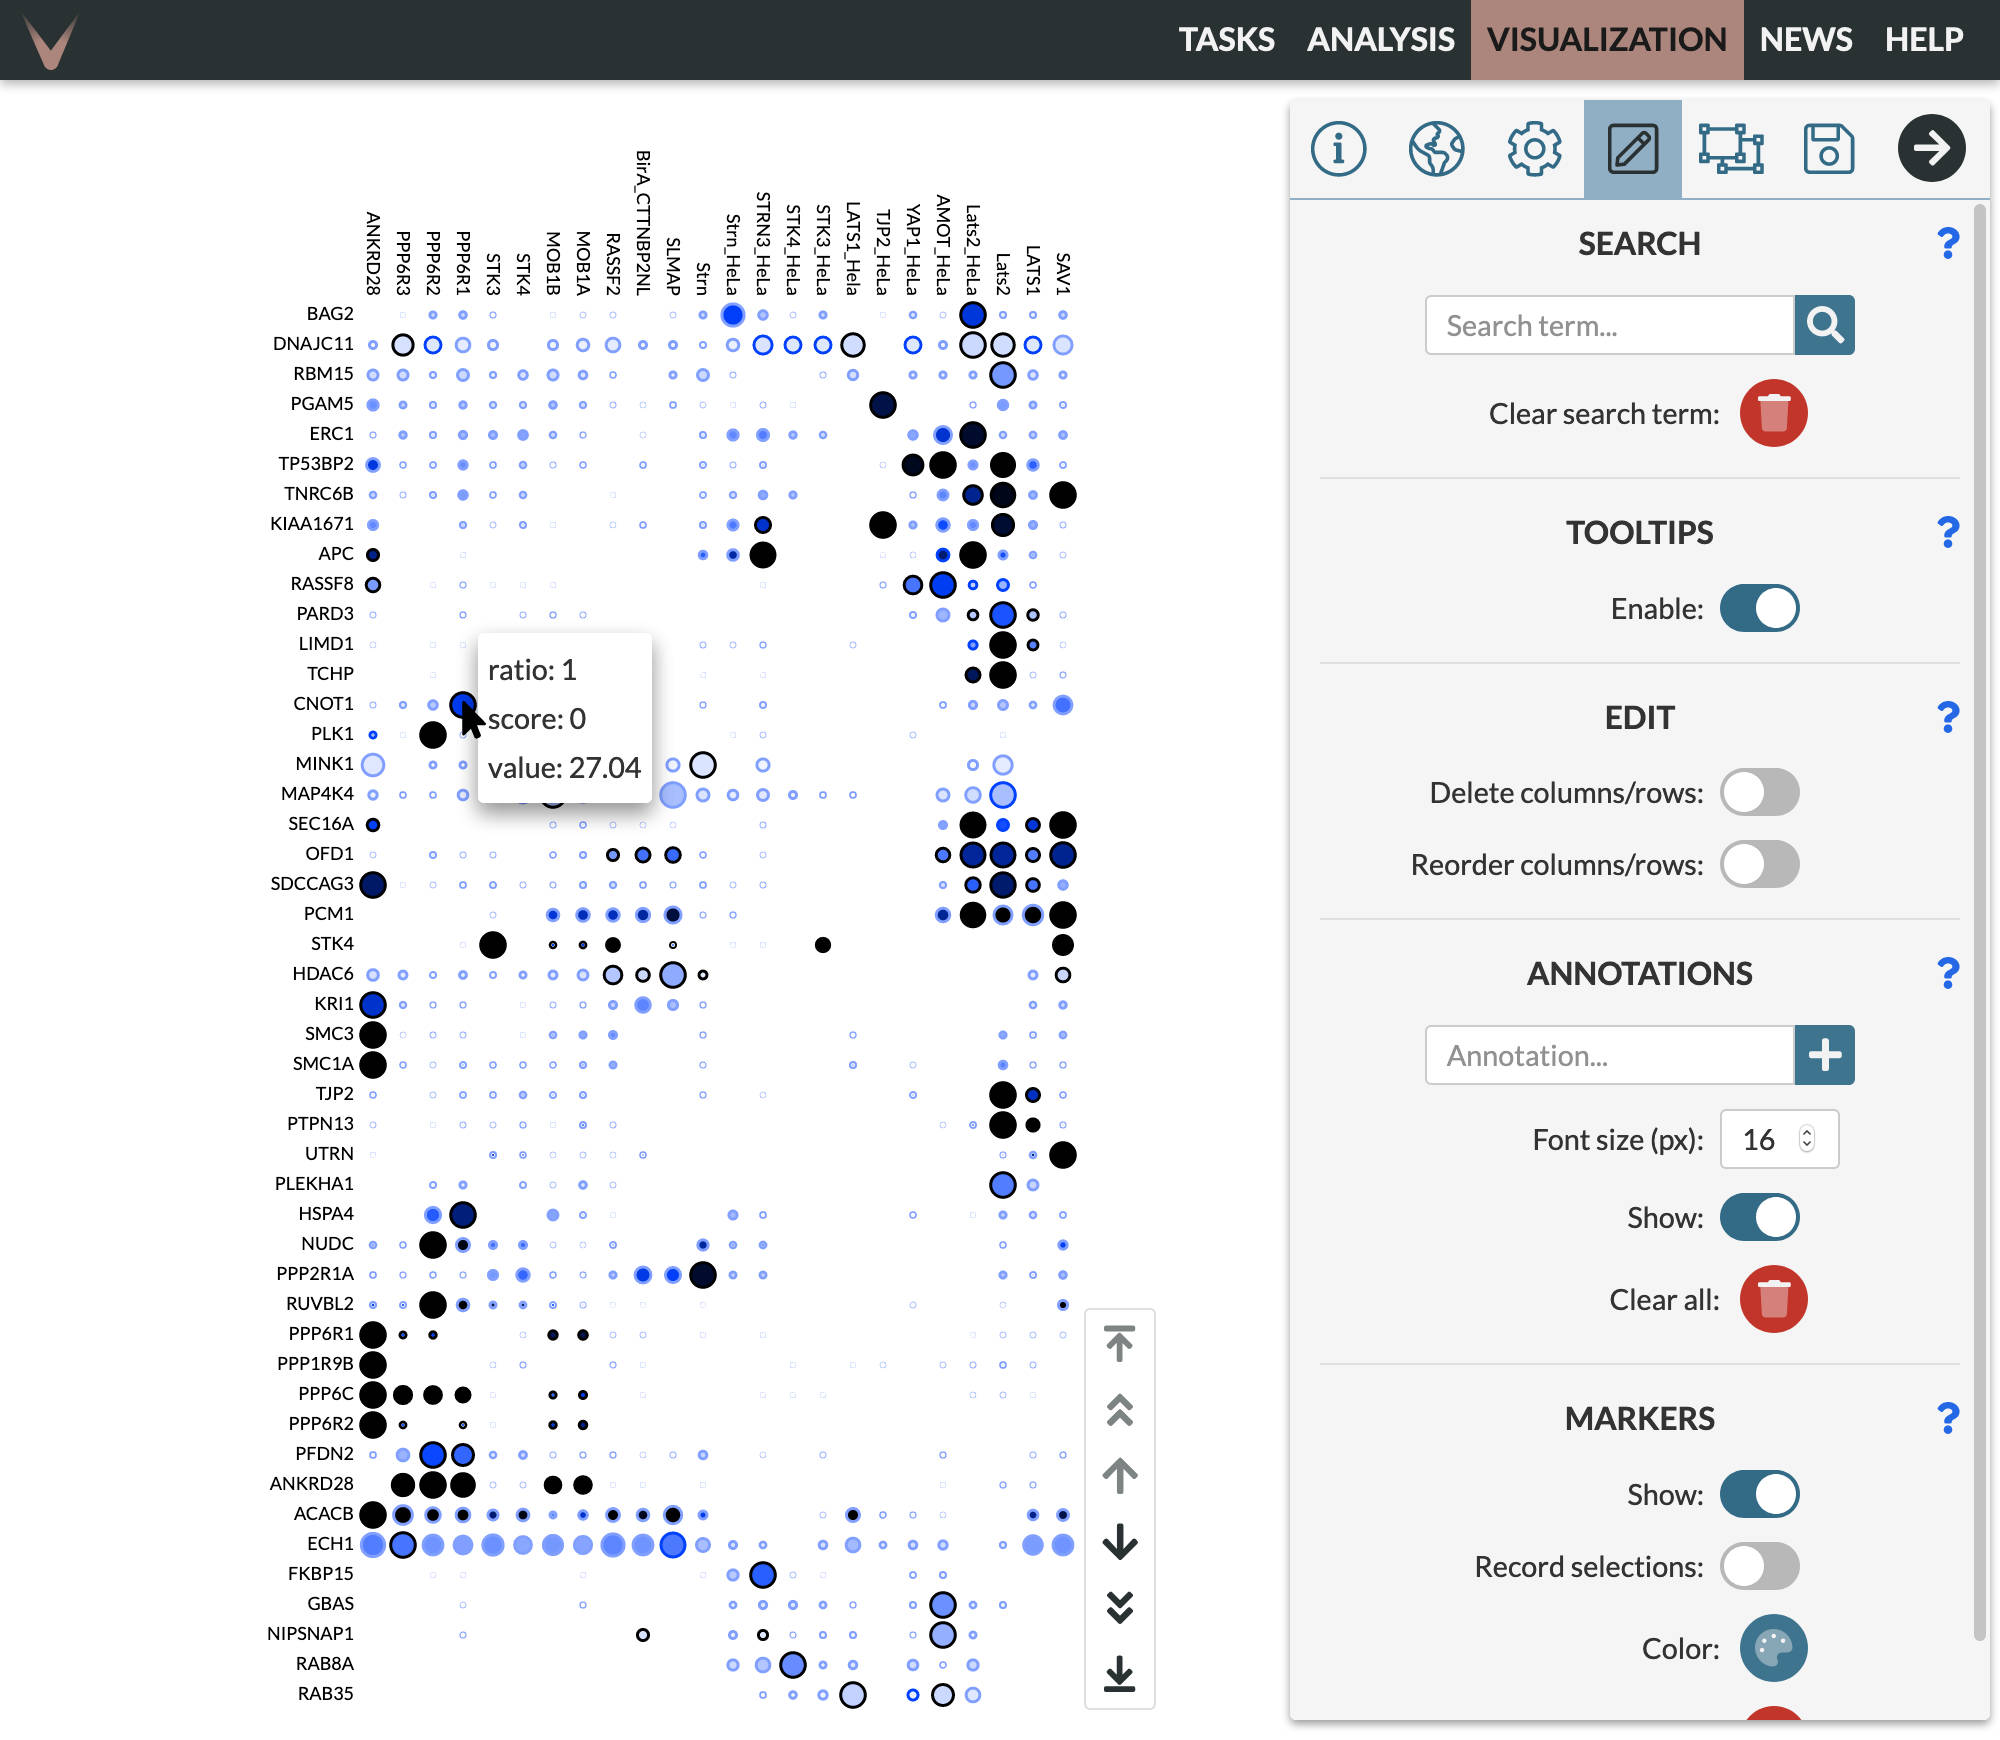 TASKS ANALYSIS VISUALIZATION NEWS HELP
ANKRD28
PPP6R3
PPP6R2
PPP6R1
STK3
STK4
MOB1B
MOB1A
RASSF2
BirA_CTTNBP2NL
SLMAP
Strn
Strn_HeLa
STRN3_HeLa
STK4_HeLa
STK3_HeLa
LATS1_Hela
TJP2_HeLa
YAP1_HeLa
AMOT_HeLa
Lats2_HeLa
Lats2
LATS1
SAV1
BAG2
DNAJC11
RBM15
PGAM5
ERC1
TP53BP2
TNRC6B
KIAA1671
APC
RASSF8
PARD3
LIMD1
TCHP
CNOT1
PLK1
MINK1
MAP4K4
SEC16A
OFD1
SDCCAG3
PCM1
STK4
HDAC6
KRI1
SMC3
SMC1A
TJP2
PTPN13
UTRN
PLEKHA1
HSPA4
NUDC
PPP2R1A
RUVBL2
PPP6R1
PPP1R9B
PPP6C
PPP6R2
PFDN2
ANKRD28
ACACB
ECH1
FKBP15
GBAS
NIPSNAP1
RAB8A
RAB35
ratio: 1
score: 0
value: 27.04
SEARCH ?
Search term...
Clear search term:
TOOLTIPS ?
Enable:
EDIT ?
Delete columns/rows:
Reorder columns/rows:
ANNOTATIONS ?
Annotation...
Font size (px): 16
Show:
Clear all:
MARKERS ?
Show:
Record selections:
Color: